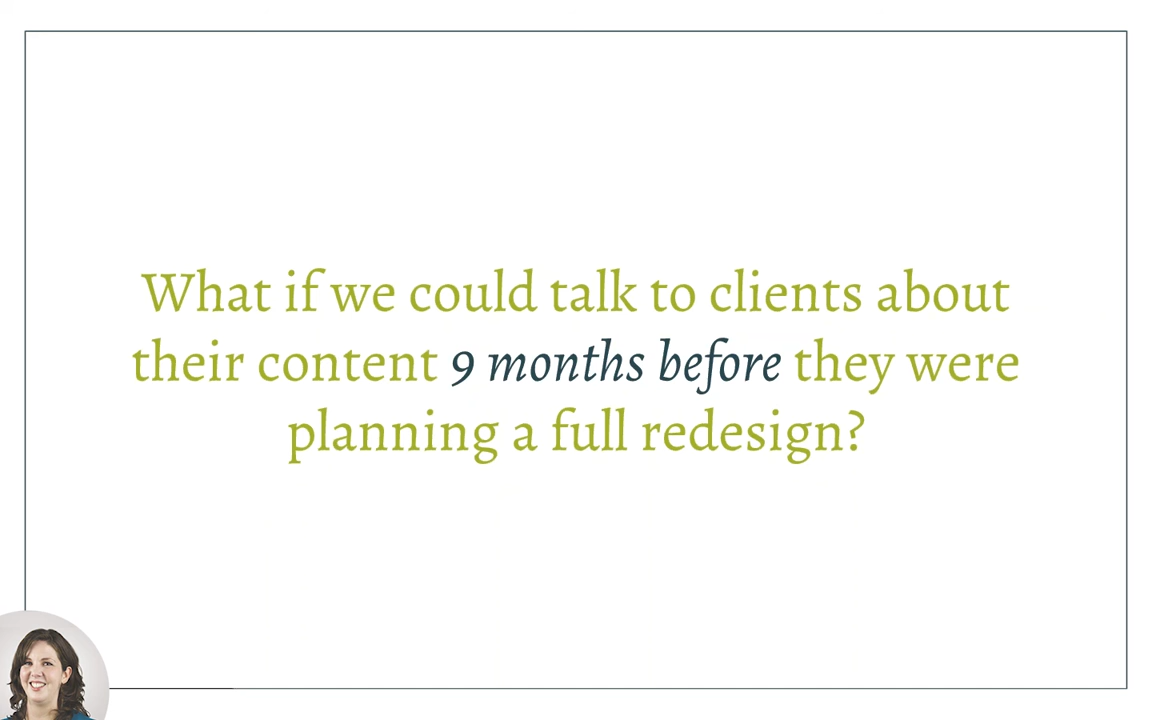 What if we could talk to clients about
their content 9 months before they were
planning a full redesign?